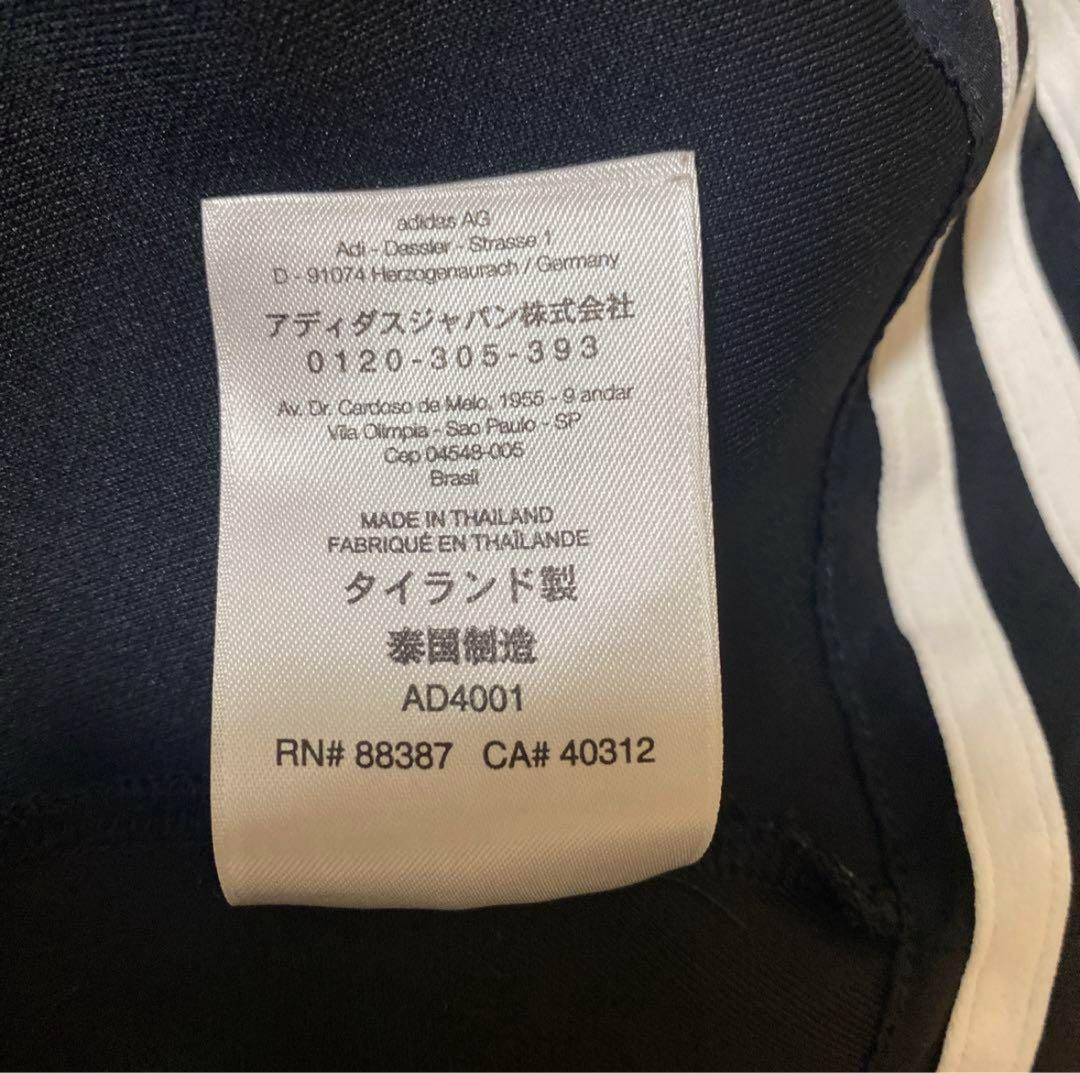 adidas AG
Adi - Dassler - Strasse 1
D - 91074 Herzogenaurach / Germany
アディダスジャパン株式会社
0120-305-393
Av. Dr. Cardoso de Melo, 1955 - 9 andar
Vila Olimpia - Sao Paulo - SP
Cep 04548-005
Brasil
MADE IN THAILAND
FABRIQUÉ EN THAÏLANDE
タイランド製
泰国制造
AD4001
RN# 88387 CA# 40312